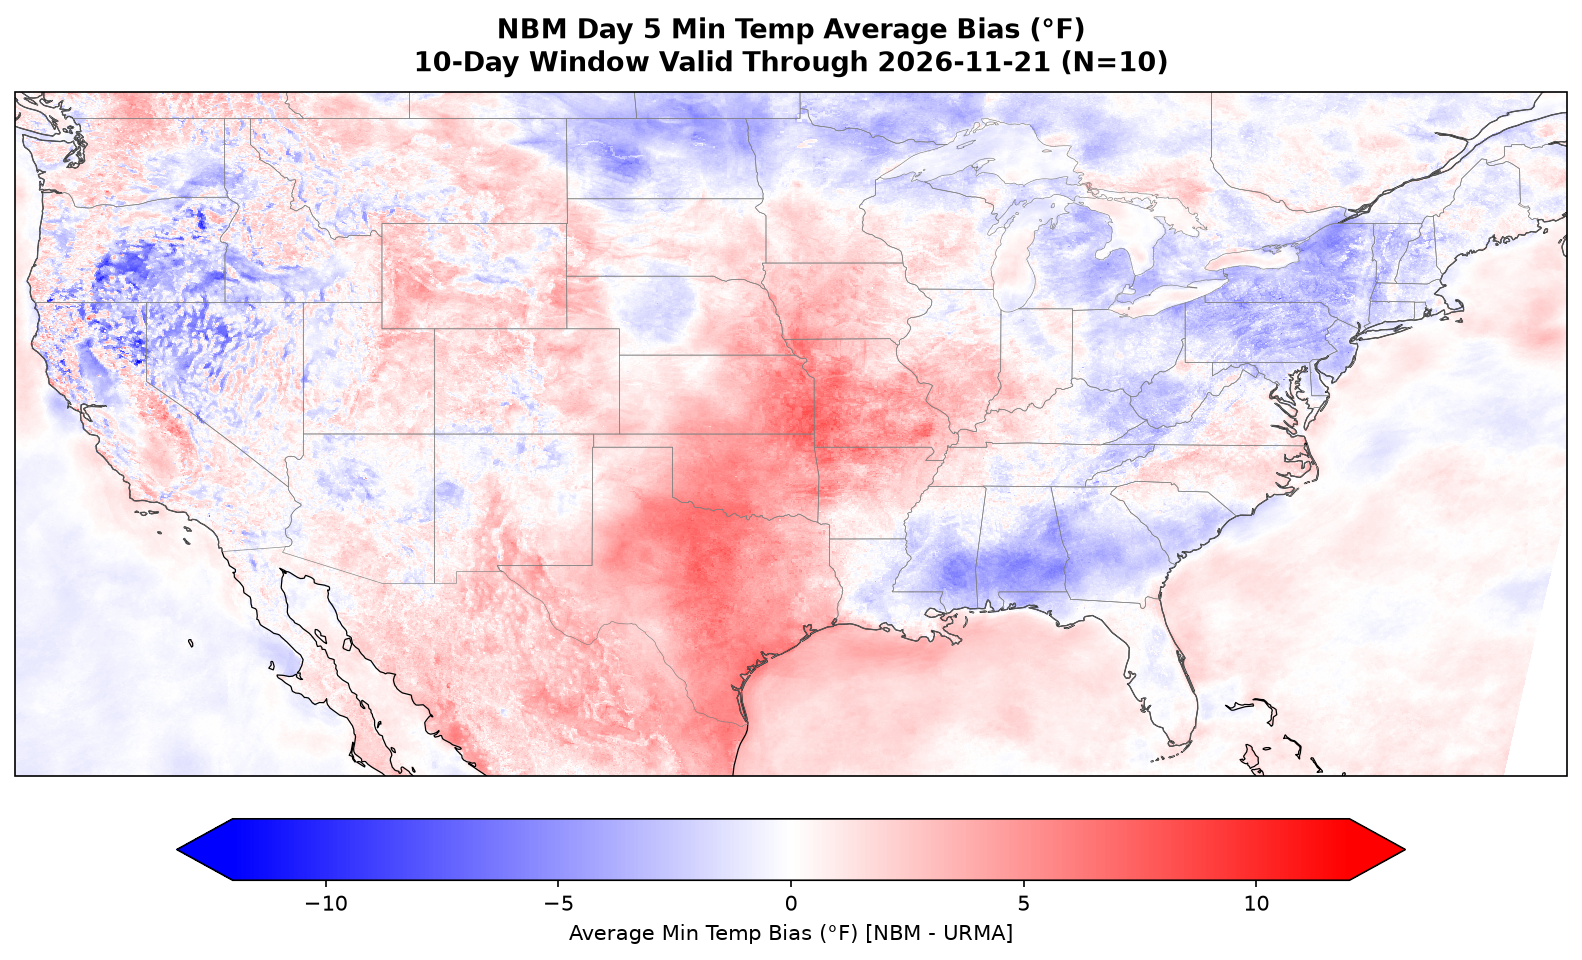 NBM Day 5 Min Temp Average Bias (°F)
10-Day Window Valid Through 2026-11-21 (N=10)
−10 −5 0 5 10
Average Min Temp Bias (°F) [NBM - URMA]